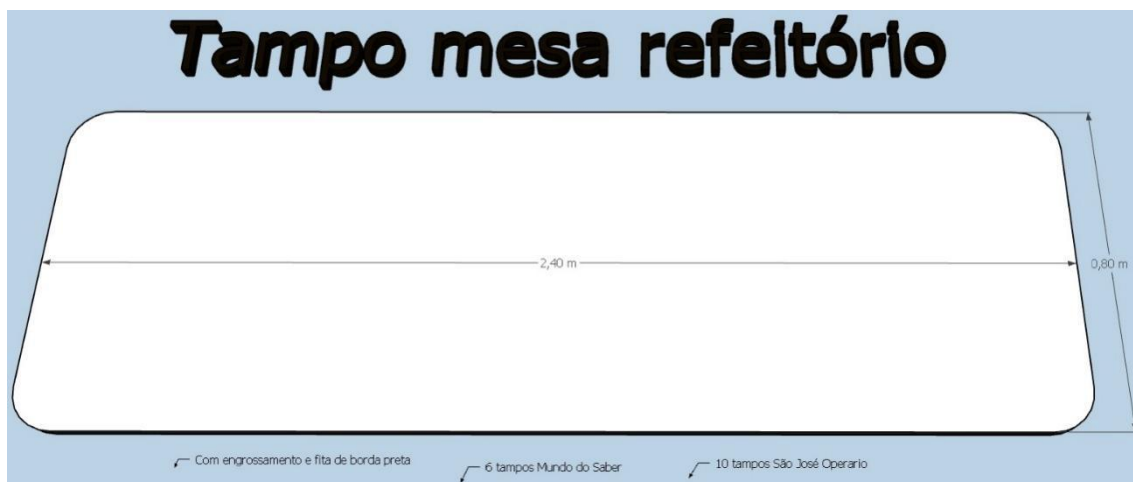 Tampo mesa refeitório
2,40 m
0,80 m
Com engrossamento e fita de borda preta
6 tampos Mundo do Saber
10 tampos São José Operario